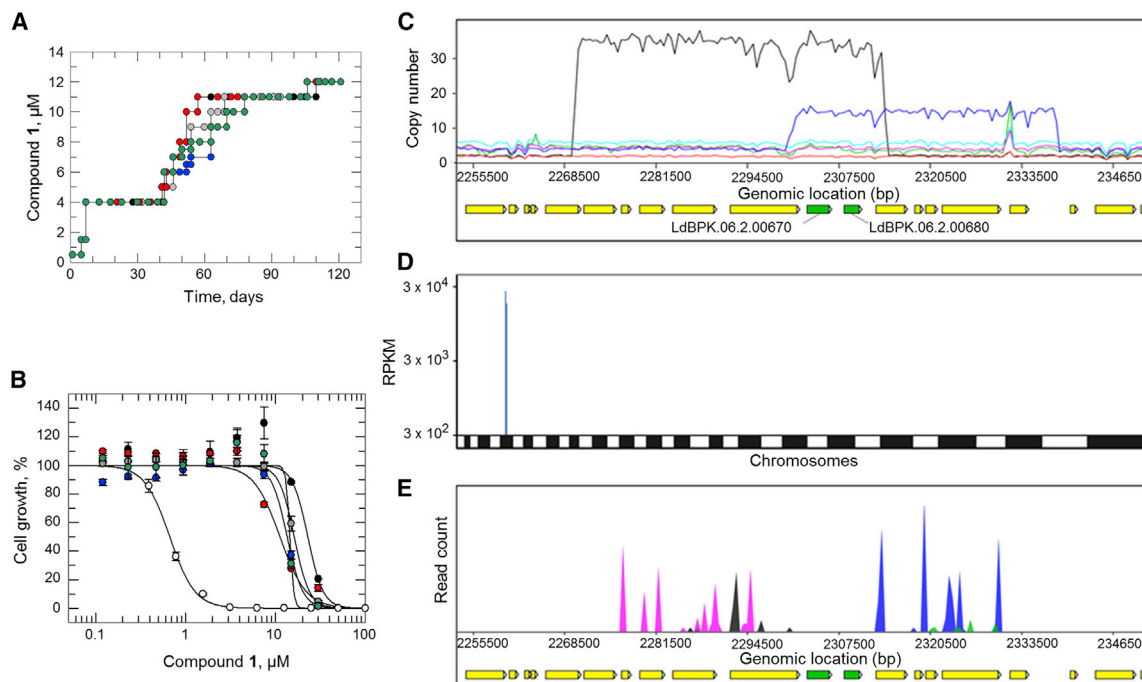 A
14
12
10
8
6
4
2
0
Compound 1, µM
0 30 60 90 120
Time, days
B
140
120
100
80
60
40
20
0
Cell growth, %
0.1 1 10 100
Compound 1, µM
C
30
20
10
0
Copy number
2255500 2268500 2281500 2294500 2307500 2320500 2333500 234650
Genomic location (bp)
LdBPK.06.2.00670 LdBPK.06.2.00680
D
3 x 10⁴
3 x 10³
3 x 10²
RPKM
Chromosomes
E
Read count
2255500 2268500 2281500 2294500 2307500 2320500 2333500 234650
Genomic location (bp)